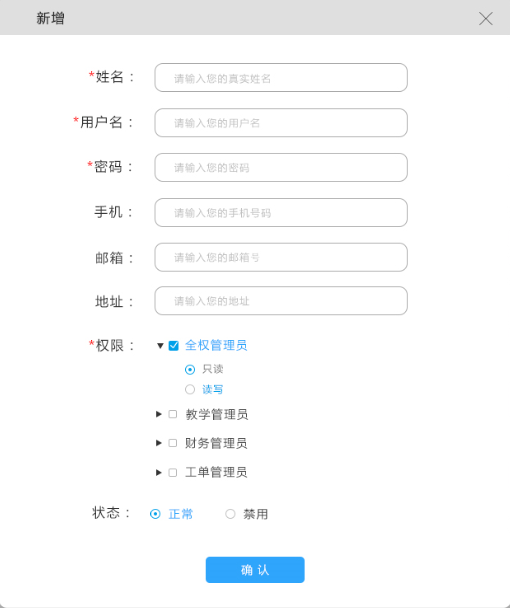 新增
*姓名： 请输入您的真实姓名
*用户名： 请输入您的用户名
*密码： 请输入您的密码
手机： 请输入您的手机号码
邮箱： 请输入您的邮箱号
地址： 请输入您的地址
*权限： 全权管理员
只读
读写
教学管理员
财务管理员
工单管理员
状态： 正常 禁用
确认